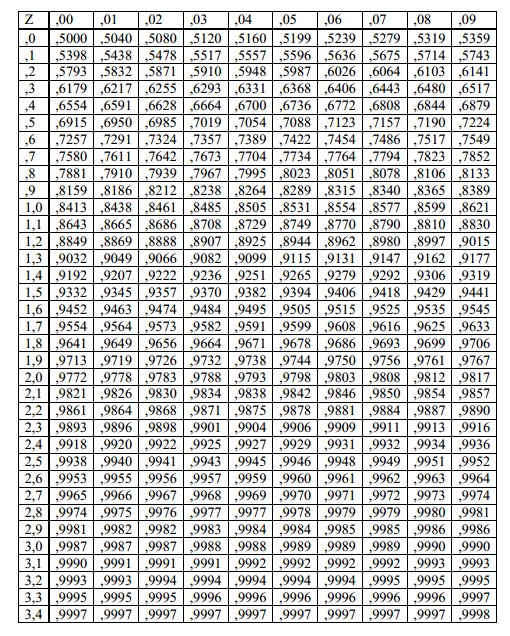 Z ,00 ,01 ,02 ,03 ,04 ,05 ,06 ,07 ,08 ,09
,0 ,5000 ,5040 ,5080 ,5120 ,5160 ,5199 ,5239 ,5279 ,5319 ,5359
,1 ,5398 ,5438 ,5478 ,5517 ,5557 ,5596 ,5636 ,5675 ,5714 ,5743
,2 ,5793 ,5832 ,5871 ,5910 ,5948 ,5987 ,6026 ,6064 ,6103 ,6141
,3 ,6179 ,6217 ,6255 ,6293 ,6331 ,6368 ,6406 ,6443 ,6480 ,6517
,4 ,6554 ,6591 ,6628 ,6664 ,6700 ,6736 ,6772 ,6808 ,6844 ,6879
,5 ,6915 ,6950 ,6985 ,7019 ,7054 ,7088 ,7123 ,7157 ,7190 ,7224
,6 ,7257 ,7291 ,7324 ,7357 ,7389 ,7422 ,7454 ,7486 ,7517 ,7549
,7 ,7580 ,7611 ,7642 ,7673 ,7704 ,7734 ,7764 ,7794 ,7823 ,7852
,8 ,7881 ,7910 ,7939 ,7967 ,7995 ,8023 ,8051 ,8078 ,8106 ,8133
,9 ,8159 ,8186 ,8212 ,8238 ,8264 ,8289 ,8315 ,8340 ,8365 ,8389
1,0 ,8413 ,8438 ,8461 ,8485 ,8505 ,8531 ,8554 ,8577 ,8599 ,8621
1,1 ,8643 ,8665 ,8686 ,8708 ,8729 ,8749 ,8770 ,8790 ,8810 ,8830
1,2 ,8849 ,8869 ,8888 ,8907 ,8925 ,8944 ,8962 ,8980 ,8997 ,9015
1,3 ,9032 ,9049 ,9066 ,9082 ,9099 ,9115 ,9131 ,9147 ,9162 ,9177
1,4 ,9192 ,9207 ,9222 ,9236 ,9251 ,9265 ,9279 ,9292 ,9306 ,9319
1,5 ,9332 ,9345 ,9357 ,9370 ,9382 ,9394 ,9406 ,9418 ,9429 ,9441
1,6 ,9452 ,9463 ,9474 ,9484 ,9495 ,9505 ,9515 ,9525 ,9535 ,9545
1,7 ,9554 ,9564 ,9573 ,9582 ,9591 ,9599 ,9608 ,9616 ,9625 ,9633
1,8 ,9641 ,9649 ,9656 ,9664 ,9671 ,9678 ,9686 ,9693 ,9699 ,9706
1,9 ,9713 ,9719 ,9726 ,9732 ,9738 ,9744 ,9750 ,9756 ,9761 ,9767
2,0 ,9772 ,9778 ,9783 ,9788 ,9793 ,9798 ,9803 ,9808 ,9812 ,9817
2,1 ,9821 ,9826 ,9830 ,9834 ,9838 ,9842 ,9846 ,9850 ,9854 ,9857
2,2 ,9861 ,9864 ,9868 ,9871 ,9875 ,9878 ,9881 ,9884 ,9887 ,9890
2,3 ,9893 ,9896 ,9898 ,9901 ,9904 ,9906 ,9909 ,9911 ,9913 ,9916
2,4 ,9918 ,9920 ,9922 ,9925 ,9927 ,9929 ,9931 ,9932 ,9934 ,9936
2,5 ,9938 ,9940 ,9941 ,9943 ,9945 ,9946 ,9948 ,9949 ,9951 ,9952
2,6 ,9953 ,9955 ,9956 ,9957 ,9959 ,9960 ,9961 ,9962 ,9963 ,9964
2,7 ,9965 ,9966 ,9967 ,9968 ,9969 ,9970 ,9971 ,9972 ,9973 ,9974
2,8 ,9974 ,9975 ,9976 ,9977 ,9977 ,9978 ,9979 ,9979 ,9980 ,9981
2,9 ,9981 ,9982 ,9982 ,9983 ,9984 ,9984 ,9985 ,9985 ,9986 ,9986
3,0 ,9987 ,9987 ,9987 ,9988 ,9988 ,9989 ,9989 ,9989 ,9990 ,9990
3,1 ,9990 ,9991 ,9991 ,9991 ,9992 ,9992 ,9992 ,9992 ,9993 ,9993
3,2 ,9993 ,9993 ,9994 ,9994 ,9994 ,9994 ,9994 ,9995 ,9995 ,9995
3,3 ,9995 ,9995 ,9995 ,9996 ,9996 ,9996 ,9996 ,9996 ,9996 ,9997
3,4 ,9997 ,9997 ,9997 ,9997 ,9997 ,9997 ,9997 ,9997 ,9997 ,9998